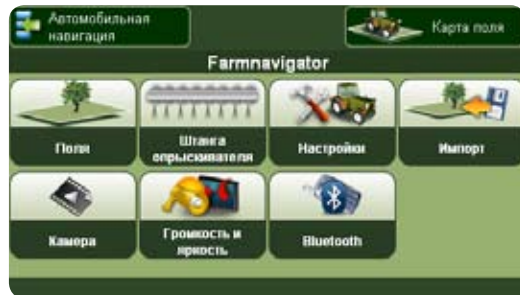 Автомобильная
навигация
Карта поля
Farmnavigator
Поля
Штанга
опрыскивателя
Настройки
Импорт
Камера
Громкость и
яркость
Bluetooth